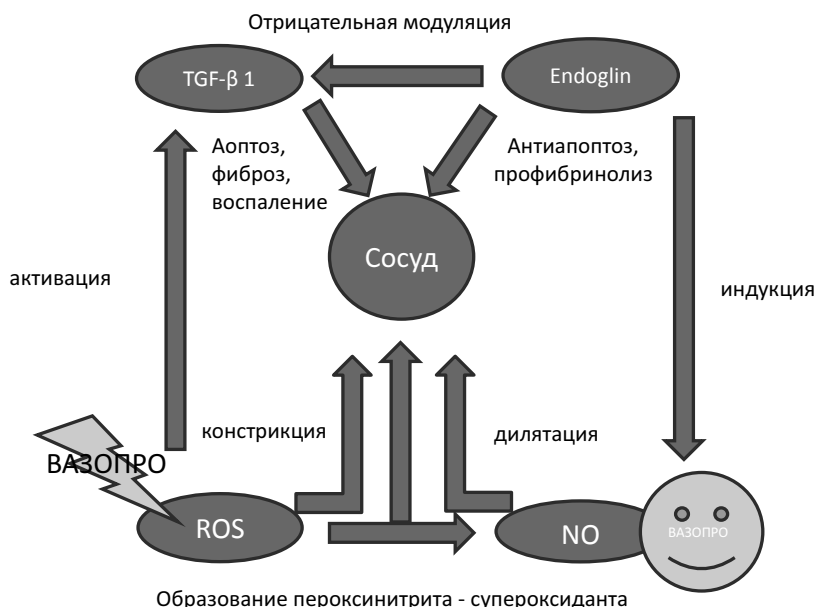 Отрицательная модуляция
TGF-β 1
Endoglin
Аоптоз,
фиброз,
воспаление
Антиапоптоз,
профибринолиз
Сосуд
активация
индукция
констрикция
дилятация
ВАЗОПРО
ROS
NO
ВАЗОПРО
Образование пероксинитрита - супероксиданта